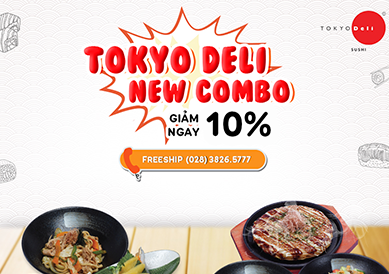 TOKYO Deli
SUSHI
TOKYO DELI
NEW COMBO
GIẢM NGAY 10%
FREESHIP (028) 3826.5777